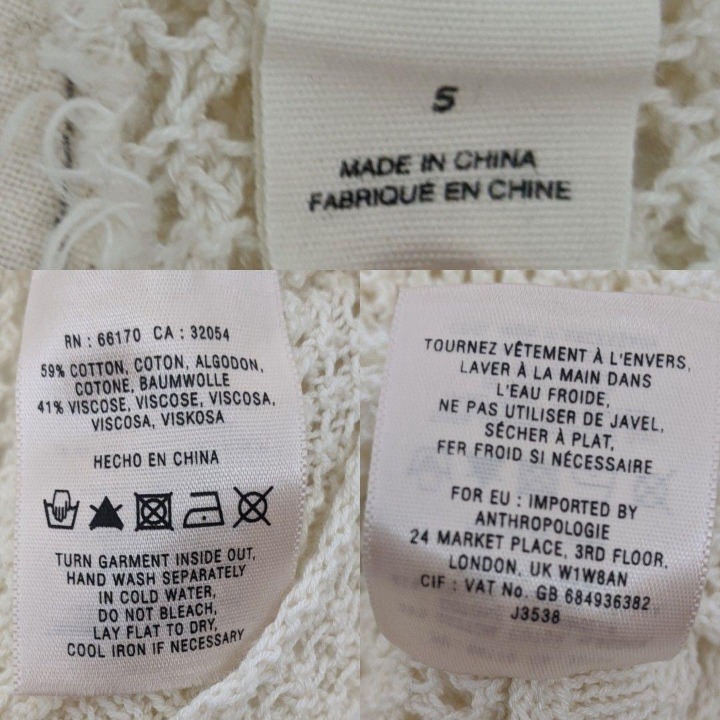 S
MADE IN CHINA
FABRIQUÉ EN CHINE
RN : 66170 CA : 32054
59% COTTON, COTON, ALGODON,
COTONE, BAUMWOLLE
41% VISCOSE, VISCOSE, VISCOSA,
VISCOSA, VISKOSA
HECHO EN CHINA
TURN GARMENT INSIDE OUT,
HAND WASH SEPARATELY
IN COLD WATER,
DO NOT BLEACH,
LAY FLAT TO DRY,
COOL IRON IF NECESSARY
TOURNEZ VÊTEMENT À L'ENVERS,
LAVER À LA MAIN DANS
L'EAU FROIDE,
NE PAS UTILISER DE JAVEL,
SÉCHER À PLAT,
FER FROID SI NÉCESSAIRE
FOR EU : IMPORTED BY
ANTHROPOLOGIE
24 MARKET PLACE, 3RD FLOOR,
LONDON, UK W1W8AN
CIF : VAT No. GB 684936382
J3538